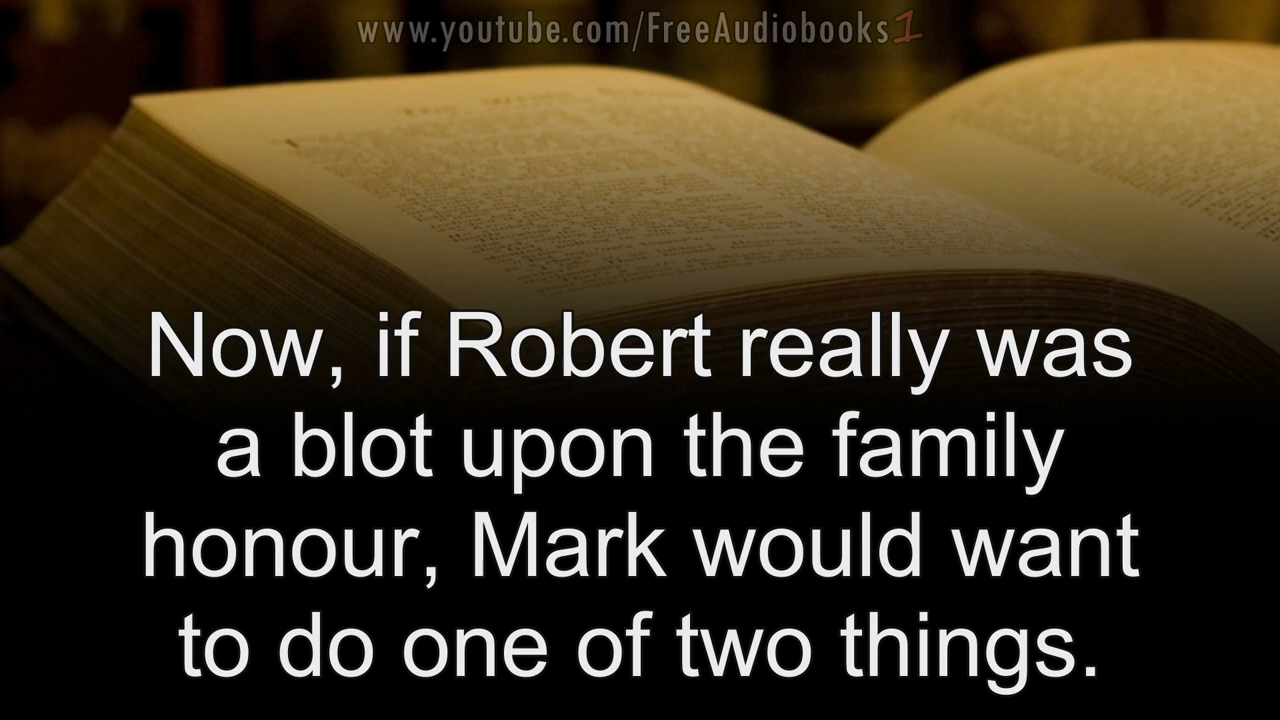 www.youtube.com/FreeAudiobooks1
Now, if Robert really was
a blot upon the family
honour, Mark would want
to do one of two things.